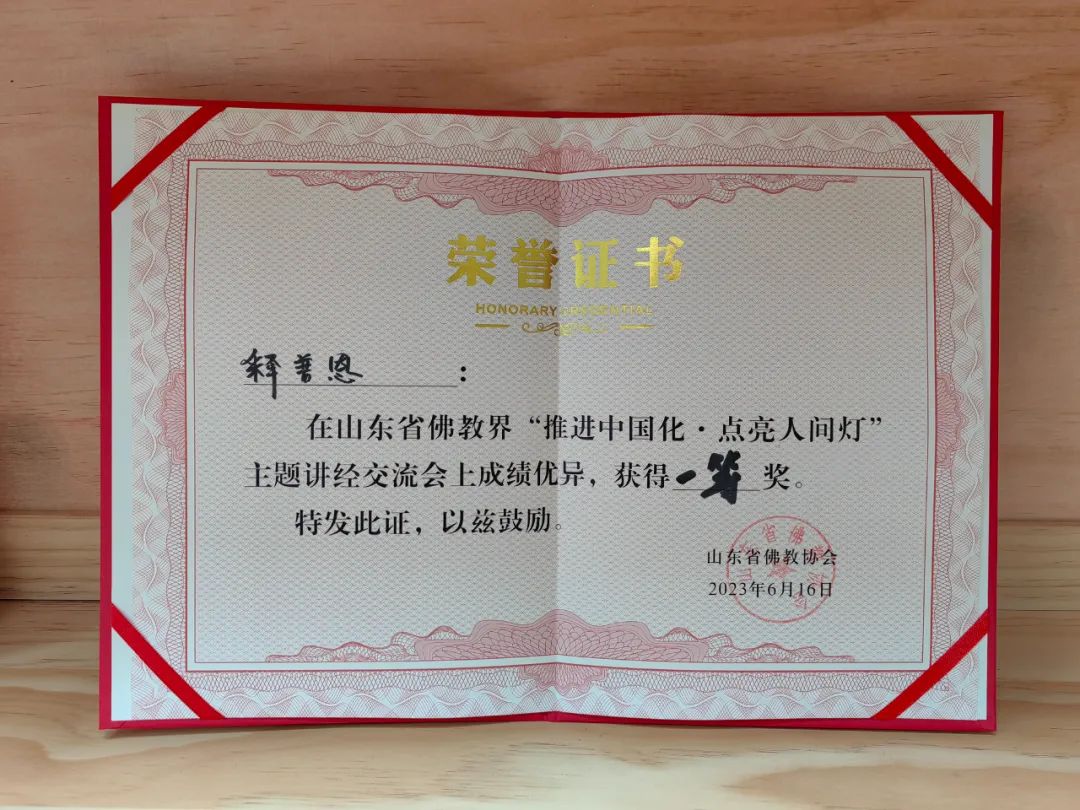 荣誉证书
HONORARY CREDENTIAL
释普恩：
在山东省佛教界“推进中国化·点亮人间灯”
主题讲经交流会上成绩优异，获得一等奖。
特发此证，以兹鼓励。
山东省佛教协会
2023年6月16日